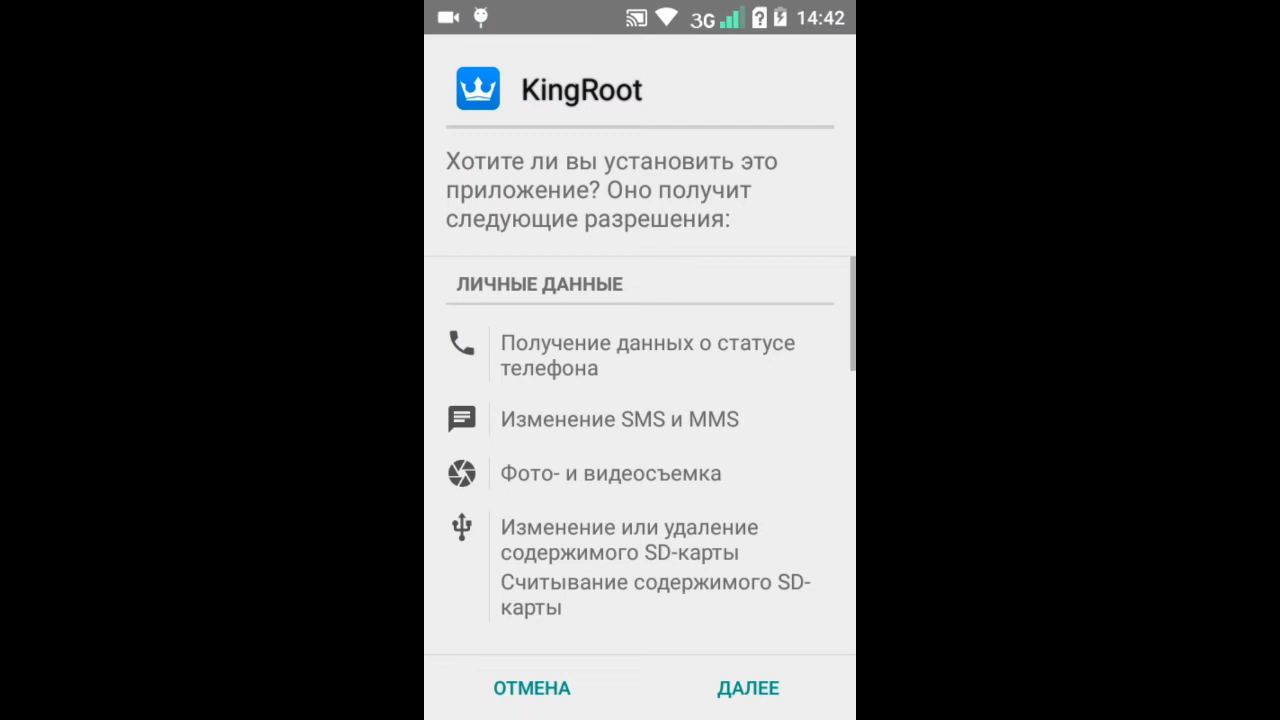 3G 14:42
KingRoot
Хотите ли вы установить это
приложение? Оно получит
следующие разрешения:
ЛИЧНЫЕ ДАННЫЕ
Получение данных о статусе
телефона
Изменение SMS и MMS
Фото- и видеосъемка
Изменение или удаление
содержимого SD-карты
Считывание содержимого SD-
карты
ОТМЕНА ДАЛЕЕ